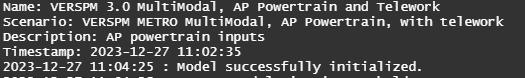 Name: VERSPM 3.0 MultiModal, AP Powertrain and Telework
Scenario: VERSPM METRO MultiModal, AP Powertrain, with telework
Description: AP powertrain inputs
Timestamp: 2023-12-27 11:02:35
2023-12-27 11:04:25 : Model successfully initialized.